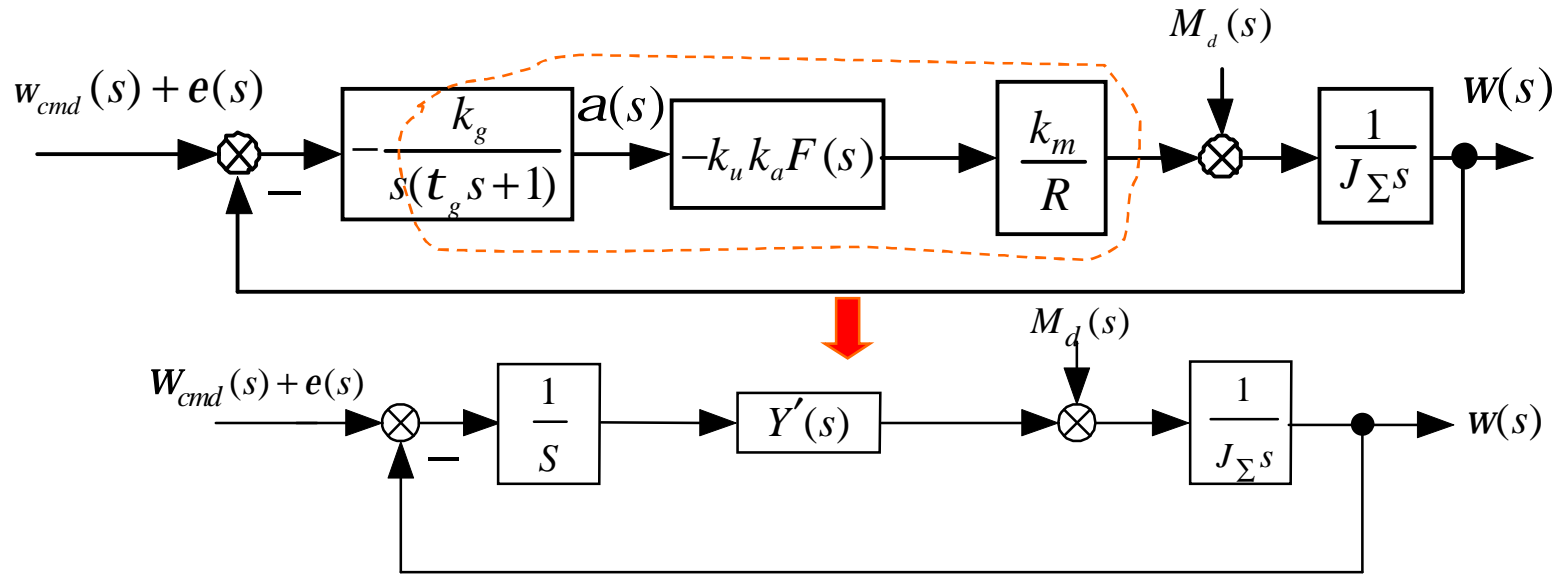 M_d(s)
w_cmd(s) + e(s)
- k_g / s(t_g s + 1)
a(s)
-k_u k_a F(s)
k_m / R
1 / J_Σ s
w(s)
−
M_d(s)
W_cmd(s) + e(s)
1 / S
Y′(s)
1 / J_Σ s
w(s)
−